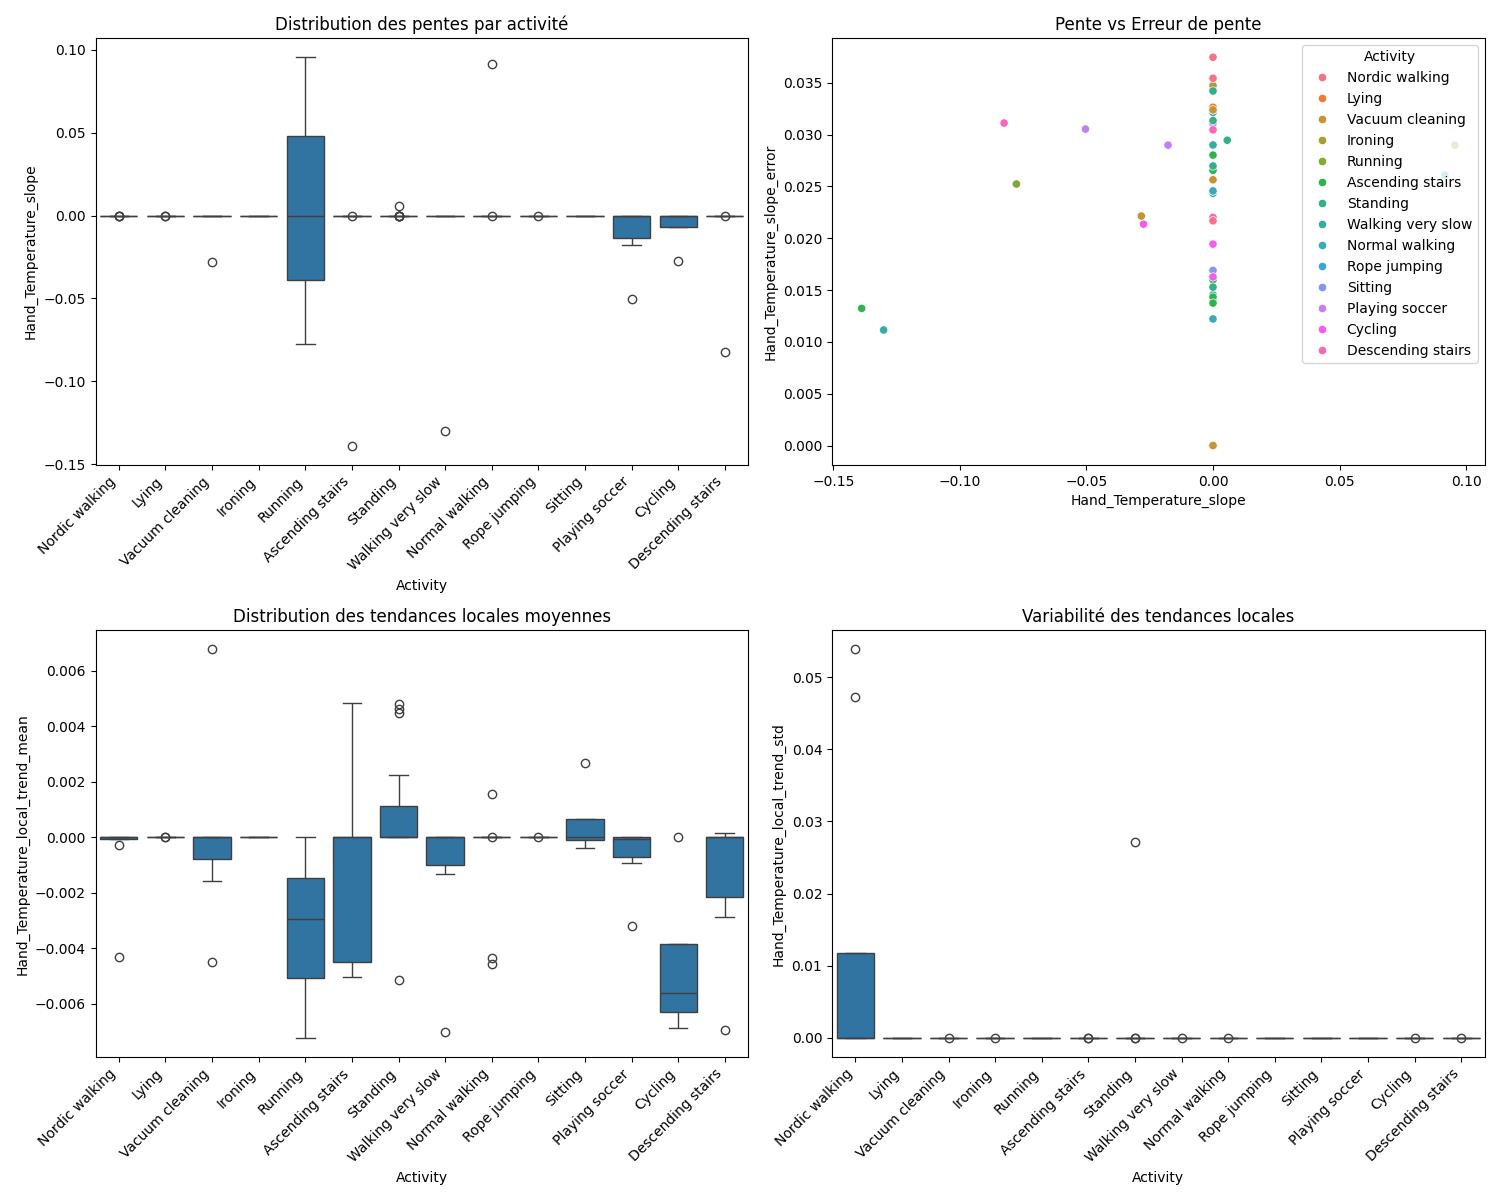 Distribution des pentes par activité
Hand_Temperature_slope
0.10
0.05
0.00
−0.05
−0.10
−0.15
Nordic walking
Lying
Vacuum cleaning
Ironing
Running
Ascending stairs
Standing
Walking very slow
Normal walking
Rope jumping
Sitting
Playing soccer
Cycling
Descending stairs
Activity
Pente vs Erreur de pente
Hand_Temperature_slope_error
0.035
0.030
0.025
0.020
0.015
0.010
0.005
0.000
Activity
Nordic walking
Lying
Vacuum cleaning
Ironing
Running
Ascending stairs
Standing
Walking very slow
Normal walking
Rope jumping
Sitting
Playing soccer
Cycling
Descending stairs
−0.15
−0.10
−0.05
0.00
0.05
0.10
Hand_Temperature_slope
Distribution des tendances locales moyennes
Hand_Temperature_local_trend_mean
0.006
0.004
0.002
0.000
−0.002
−0.004
−0.006
Nordic walking
Lying
Vacuum cleaning
Ironing
Running
Ascending stairs
Standing
Walking very slow
Normal walking
Rope jumping
Sitting
Playing soccer
Cycling
Descending stairs
Activity
Variabilité des tendances locales
Hand_Temperature_local_trend_std
0.05
0.04
0.03
0.02
0.01
0.00
Nordic walking
Lying
Vacuum cleaning
Ironing
Running
Ascending stairs
Standing
Walking very slow
Normal walking
Rope jumping
Sitting
Playing soccer
Cycling
Descending stairs
Activity